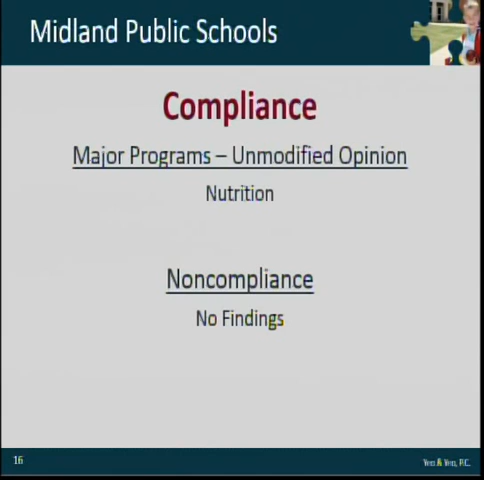 Midland Public Schools
Compliance
Major Programs – Unmodified Opinion
Nutrition
Noncompliance
No Findings
16
Yeo & Yeo, P.C.